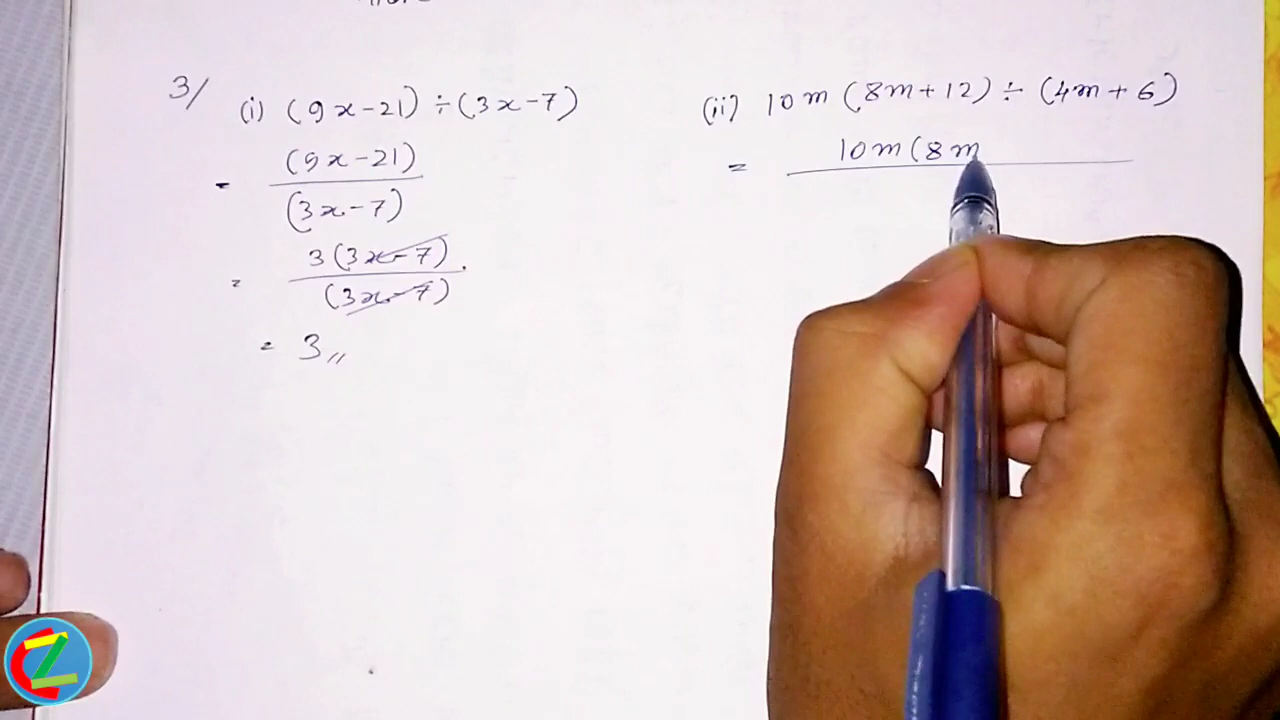 3/ (i) (9x-21) ÷ (3x-7)
= (9x-21)
(3x-7)
= 3(3x-7)
(3x-7)
= 3,,
(ii) 10m (8m+12) ÷ (4m+6)
= 10m(8m
CZ